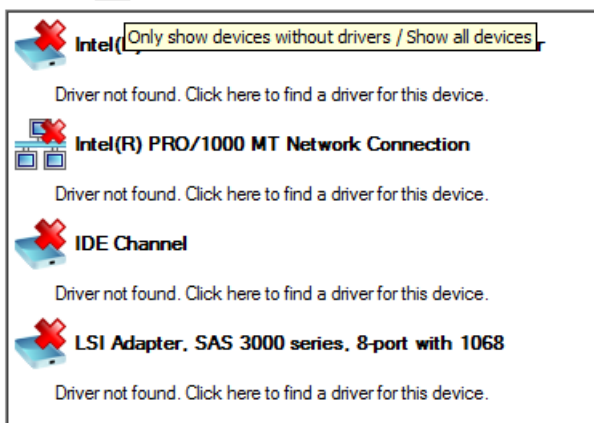 Intel(
Only show devices without drivers / Show all devices
Driver not found. Click here to find a driver for this device.
Intel(R) PRO/1000 MT Network Connection
Driver not found. Click here to find a driver for this device.
IDE Channel
Driver not found. Click here to find a driver for this device.
LSI Adapter, SAS 3000 series, 8-port with 1068
Driver not found. Click here to find a driver for this device.